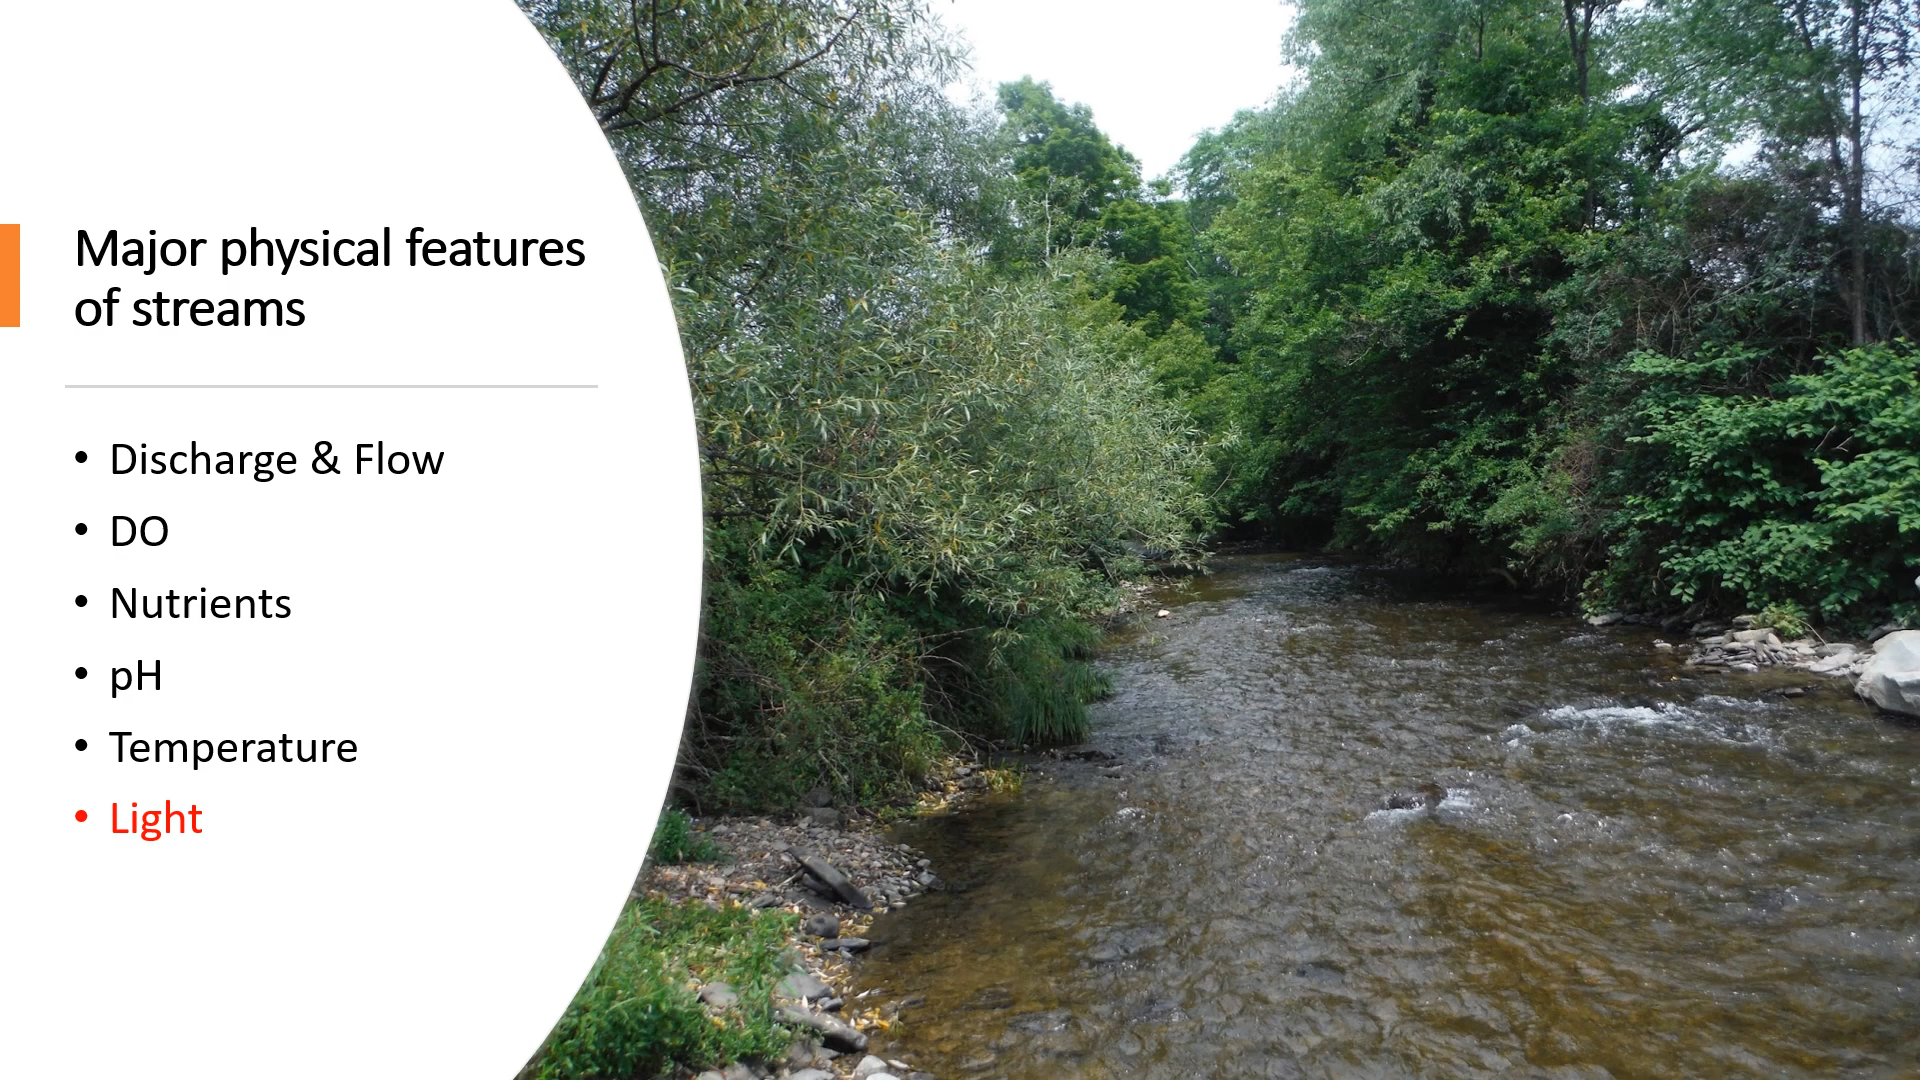 Major physical features
of streams
• Discharge & Flow
• DO
• Nutrients
• pH
• Temperature
• Light